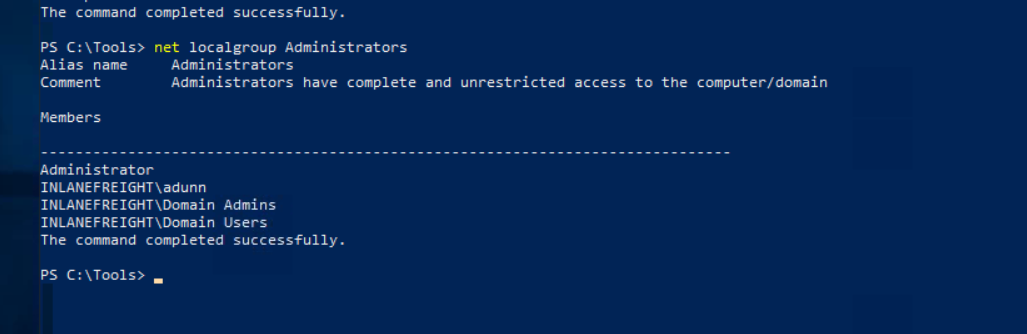 The command completed successfully.
PS C:\Tools> net localgroup Administrators
Alias name     Administrators
Comment        Administrators have complete and unrestricted access to the computer/domain
Members
-------------------------------------------------------------------------------
Administrator
INLANEFREIGHT\adunn
INLANEFREIGHT\Domain Admins
INLANEFREIGHT\Domain Users
The command completed successfully.
PS C:\Tools>